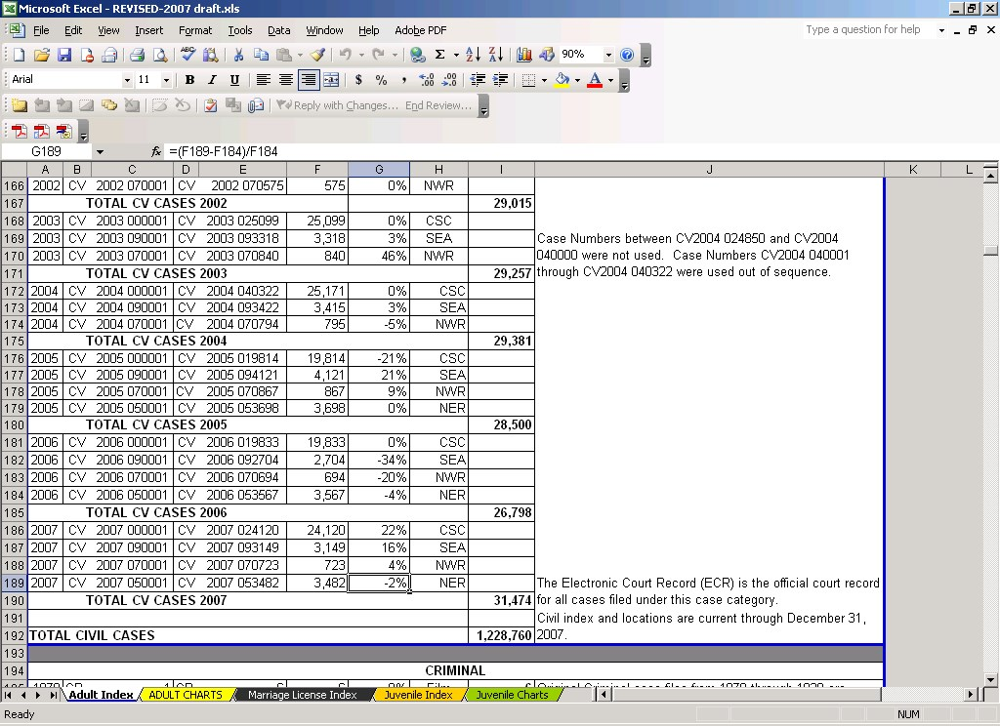 Microsoft Excel - REVISED-2007 draft.xls
File Edit View Insert Format Tools Data Window Help Adobe PDF Type a question for help
90%
Arial 11 B I U $ % ,
Reply with Changes... End Review...
G189 fx =(F189-F184)/F184
A B C D E F G H I J K L
166 2002 CV 2002 070001 CV 2002 070575 575 0% NWR
167 TOTAL CV CASES 2002 29,015
168 2003 CV 2003 000001 CV 2003 025099 25,099 0% CSC
169 2003 CV 2003 090001 CV 2003 093318 3,318 3% SEA Case Numbers between CV2004 024850 and CV2004
170 2003 CV 2003 070001 CV 2003 070840 840 46% NWR 040000 were not used. Case Numbers CV2004 040001
171 TOTAL CV CASES 2003 29,257 through CV2004 040322 were used out of sequence.
172 2004 CV 2004 000001 CV 2004 040322 25,171 0% CSC
173 2004 CV 2004 090001 CV 2004 093422 3,415 3% SEA
174 2004 CV 2004 070001 CV 2004 070794 795 -5% NWR
175 TOTAL CV CASES 2004 29,381
176 2005 CV 2005 000001 CV 2005 019814 19,814 -21% CSC
177 2005 CV 2005 090001 CV 2005 094121 4,121 21% SEA
178 2005 CV 2005 070001 CV 2005 070867 867 9% NWR
179 2005 CV 2005 050001 CV 2005 053698 3,698 0% NER
180 TOTAL CV CASES 2005 28,500
181 2006 CV 2006 000001 CV 2006 019833 19,833 0% CSC
182 2006 CV 2006 090001 CV 2006 092704 2,704 -34% SEA
183 2006 CV 2006 070001 CV 2006 070694 694 -20% NWR
184 2006 CV 2006 050001 CV 2006 053567 3,567 -4% NER
185 TOTAL CV CASES 2006 26,798
186 2007 CV 2007 000001 CV 2007 024120 24,120 22% CSC
187 2007 CV 2007 090001 CV 2007 093149 3,149 16% SEA
188 2007 CV 2007 070001 CV 2007 070723 723 4% NWR
189 2007 CV 2007 050001 CV 2007 053482 3,482 -2% NER The Electronic Court Record (ECR) is the official court record
190 TOTAL CV CASES 2007 31,474 for all cases filed under this case category.
191 Civil index and locations are current through December 31,
192 TOTAL CIVIL CASES 1,228,760 2007.
193
194 CRIMINAL
Adult Index ADULT CHARTS Marriage License Index Juvenile Index Juvenile Charts
Ready NUM